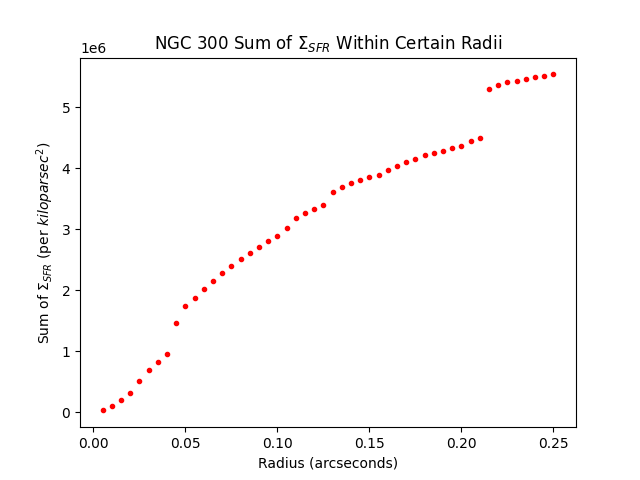 NGC 300 Sum of Σ_SFR Within Certain Radii
1e6
5
4
3
2
1
0
Sum of Σ_SFR (per kiloparsec²)
0.00 0.05 0.10 0.15 0.20 0.25
Radius (arcseconds)